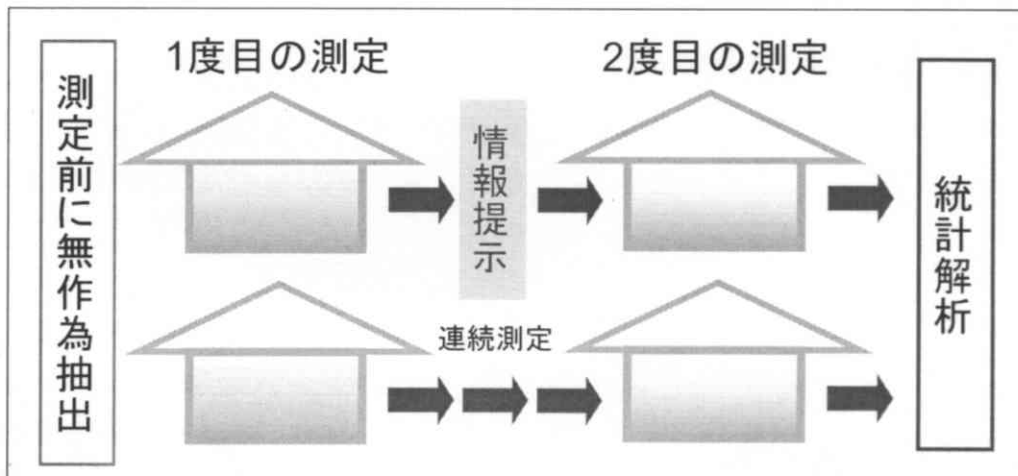 測定前に無作為抽出
1度目の測定
情報提示
2度目の測定
連続測定
統計解析